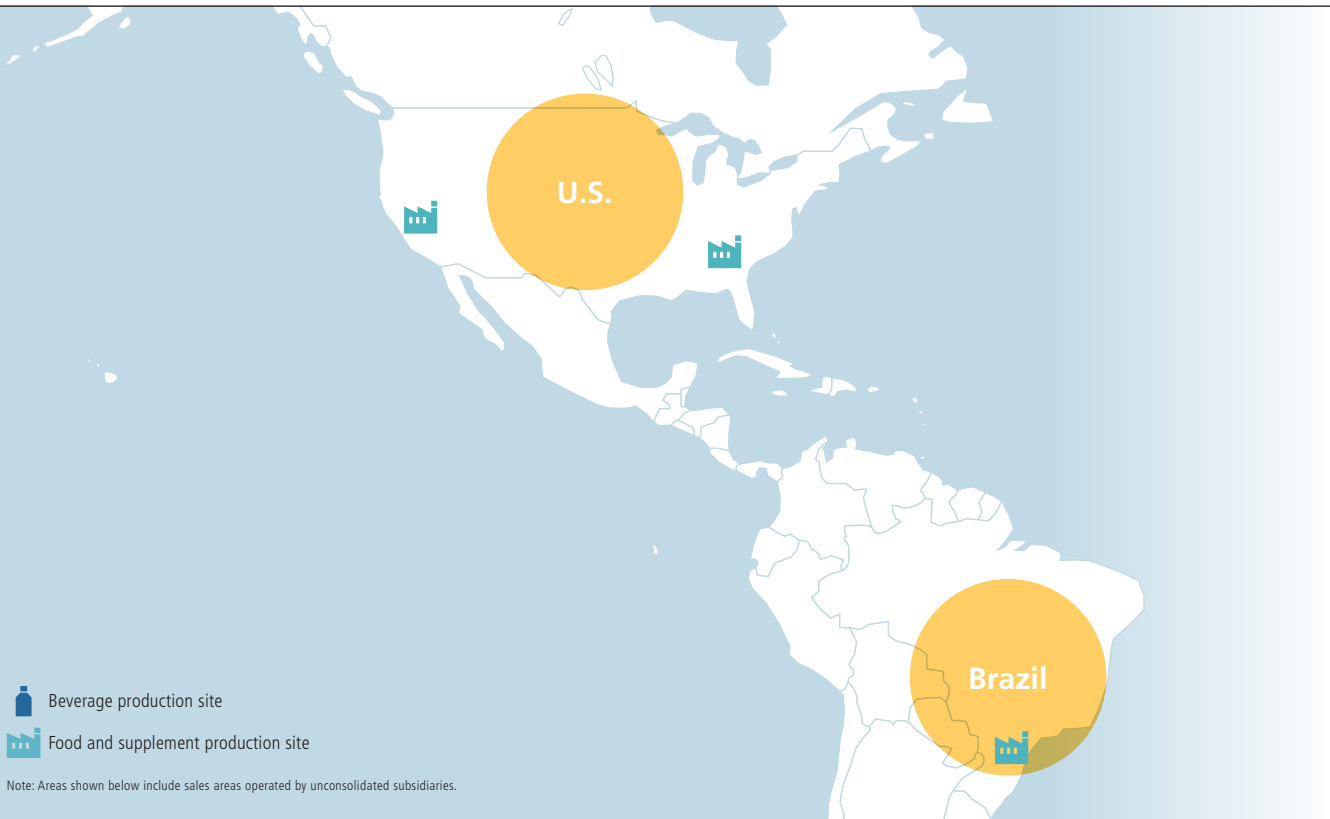 U.S.
Brazil
Beverage production site
Food and supplement production site
Note: Areas shown below include sales areas operated by unconsolidated subsidiaries.